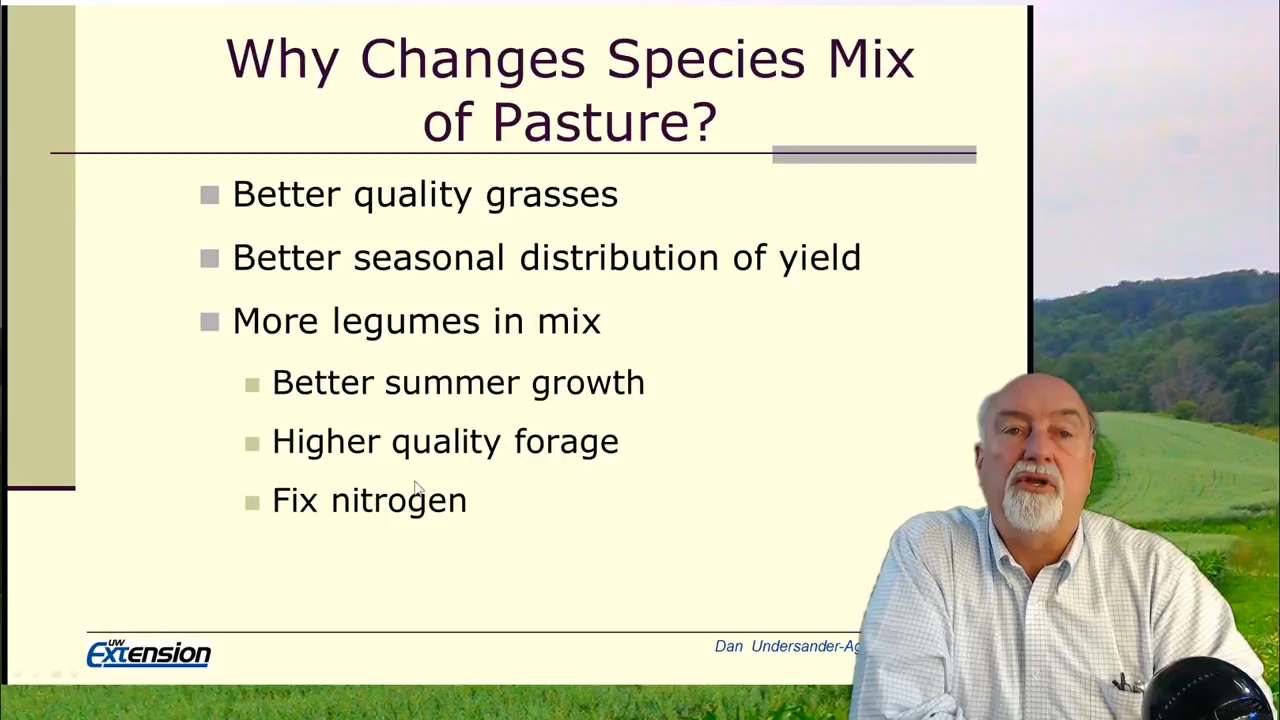 Why Changes Species Mix
of Pasture?
Better quality grasses
Better seasonal distribution of yield
More legumes in mix
Better summer growth
Higher quality forage
Fix nitrogen
UW
Extension
Dan Undersander-Ag